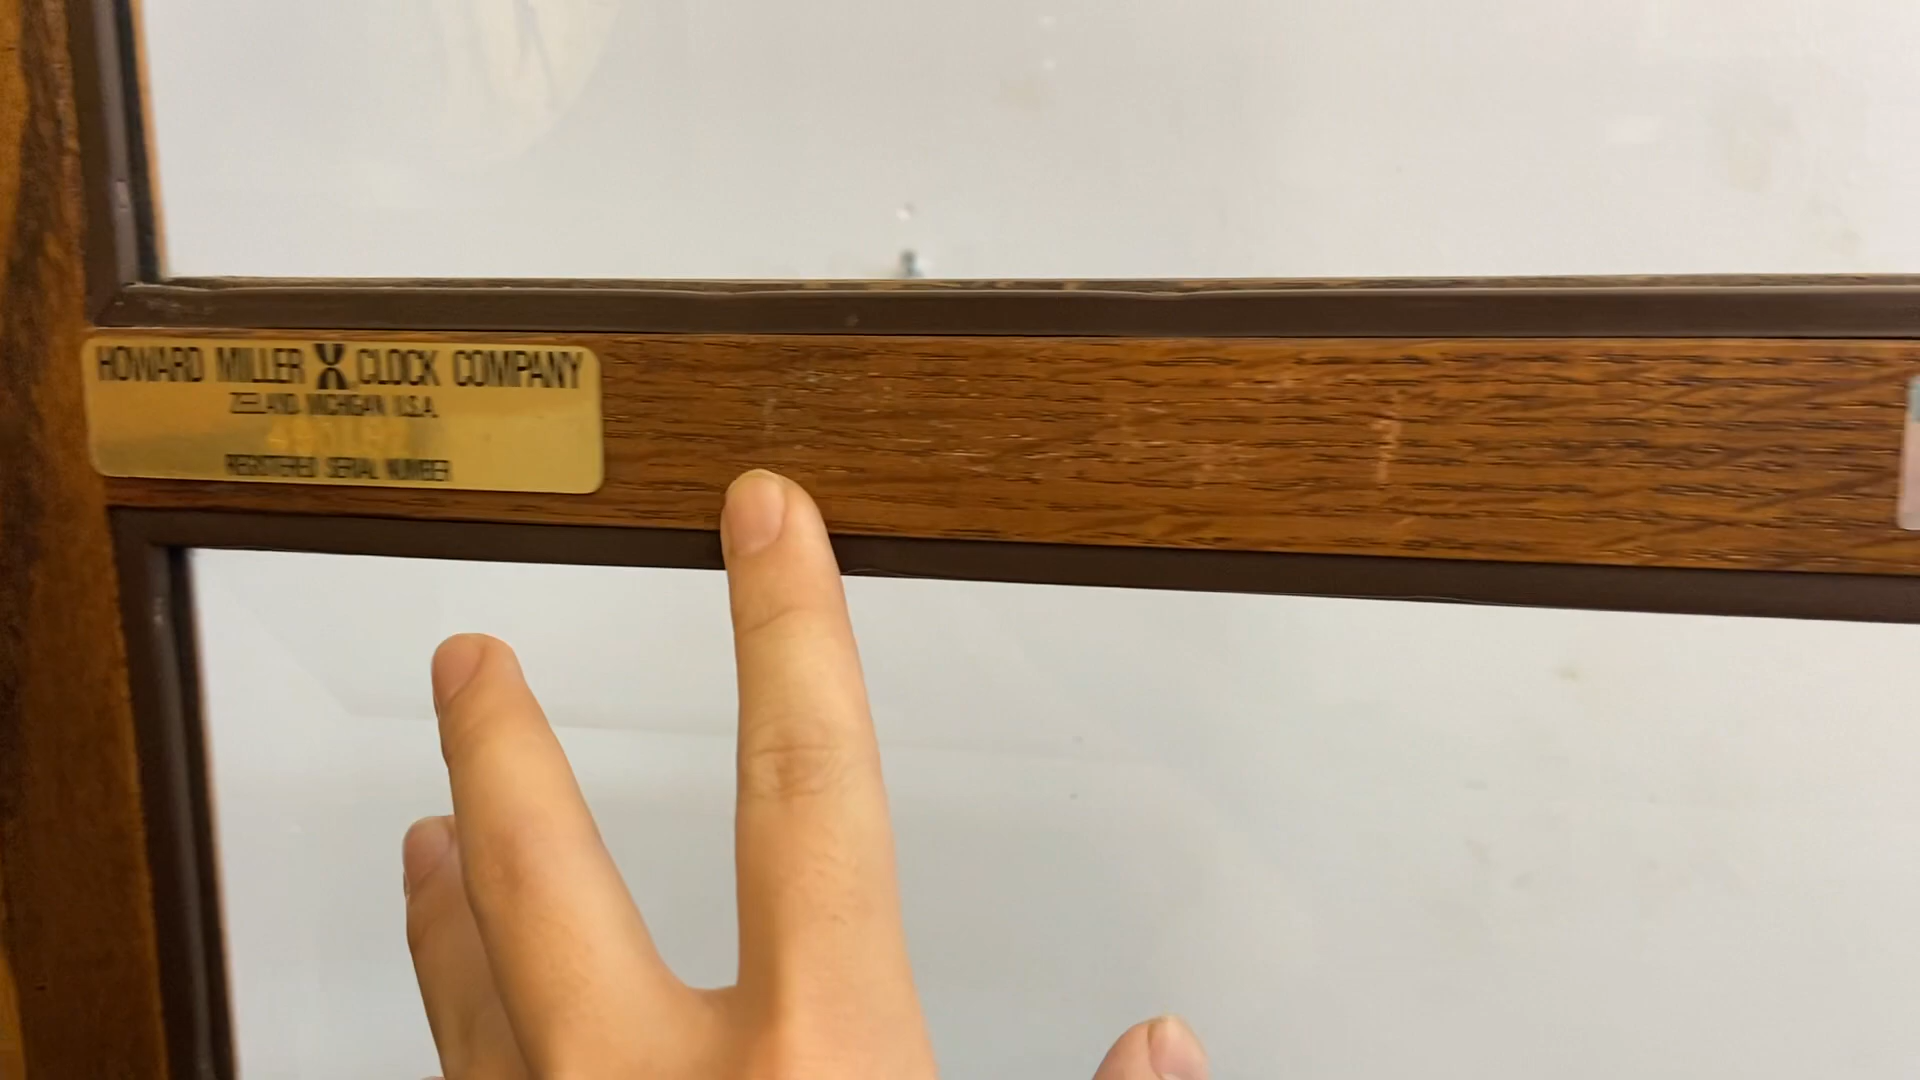 HOWARD MILLER CLOCK COMPANY
ZEELAND MICHIGAN U.S.A.
REGISTERED SERIAL NUMBER